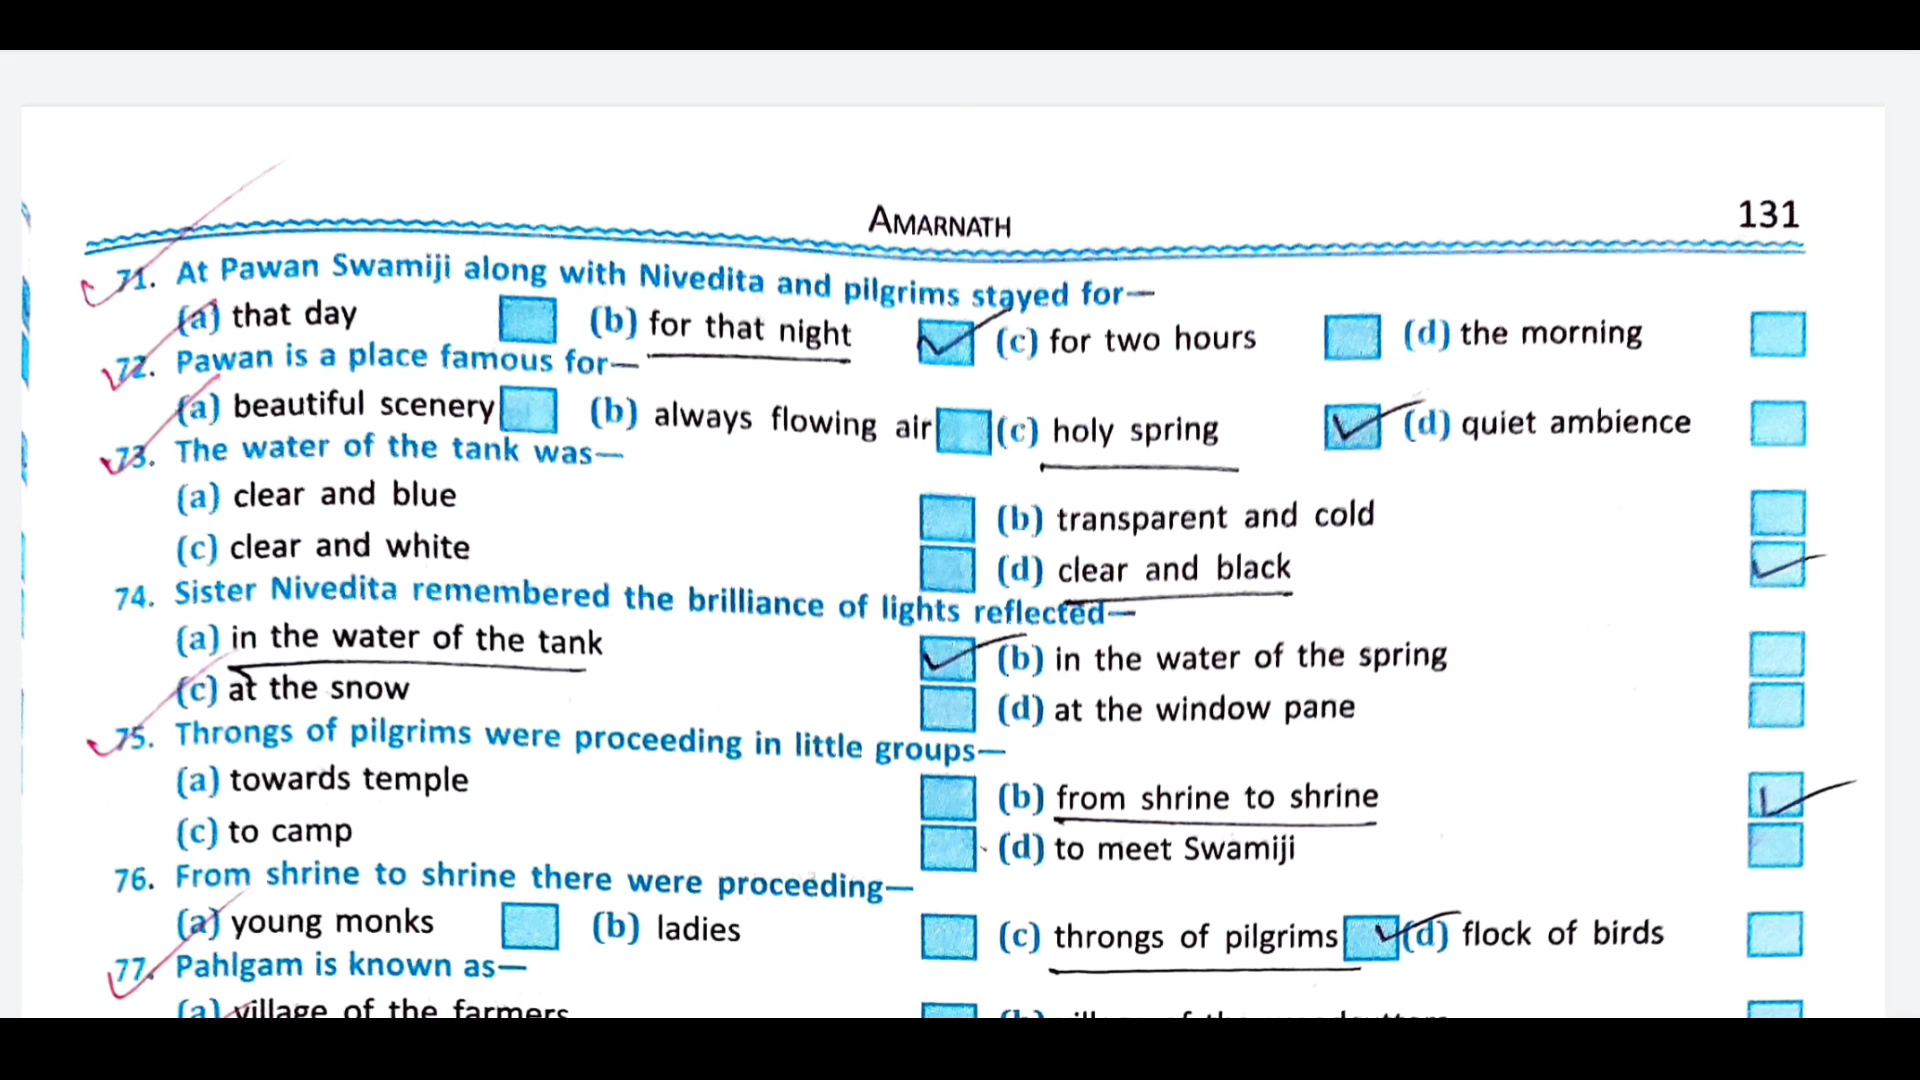 AMARNATH 131
71. At Pawan Swamiji along with Nivedita and pilgrims stayed for—
(a) that day (b) for that night (c) for two hours (d) the morning
72. Pawan is a place famous for—
(a) beautiful scenery (b) always flowing air (c) holy spring (d) quiet ambience
73. The water of the tank was—
(a) clear and blue (b) transparent and cold
(c) clear and white (d) clear and black
74. Sister Nivedita remembered the brilliance of lights reflected—
(a) in the water of the tank (b) in the water of the spring
(c) at the snow (d) at the window pane
75. Throngs of pilgrims were proceeding in little groups—
(a) towards temple (b) from shrine to shrine
(c) to camp (d) to meet Swamiji
76. From shrine to shrine there were proceeding—
(a) young monks (b) ladies (c) throngs of pilgrims (d) flock of birds
77. Pahlgam is known as—
(a) village of the farmers